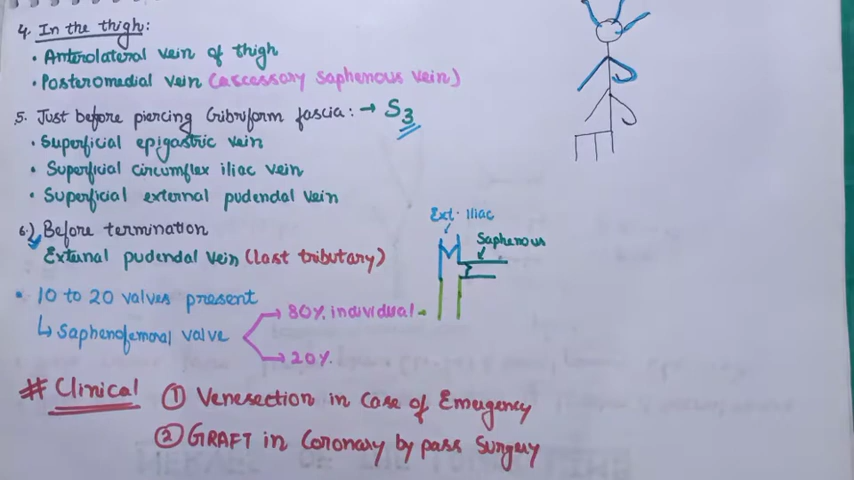 4. In the thigh:
• Anterolateral vein of thigh
• Posteromedial vein (ascessary saphenous vein)
5. Just before piercing Cribriform fascia: → S3
• Superficial epigastric vein
• Superficial circumflex iliac vein
• Superficial external pudendal vein
6.) Before termination
External pudendal vein (last tributary)
Ext. Iliac
Saphenous
• 10 to 20 valves present
↳ Saphenofemoral valve
→ 80% individual
→ 20%
# Clinical ① Venesection in Case of Emergency
② GRAFT in Coronary by pass Surgery